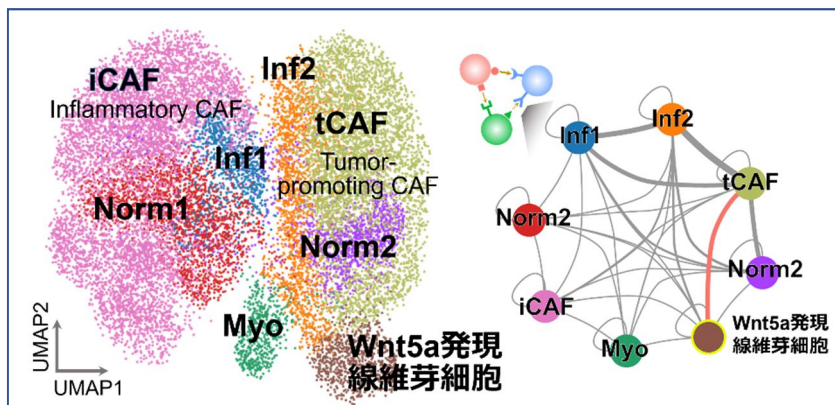 iCAF
Inflammatory CAF
Inf2
tCAF
Tumor-
promoting CAF
Inf1
Norm1
Norm2
Myo
Wnt5a発現
線維芽細胞
UMAP2
UMAP1
Inf1
Inf2
tCAF
Norm2
Norm2
iCAF
Myo
Wnt5a発現
線維芽細胞